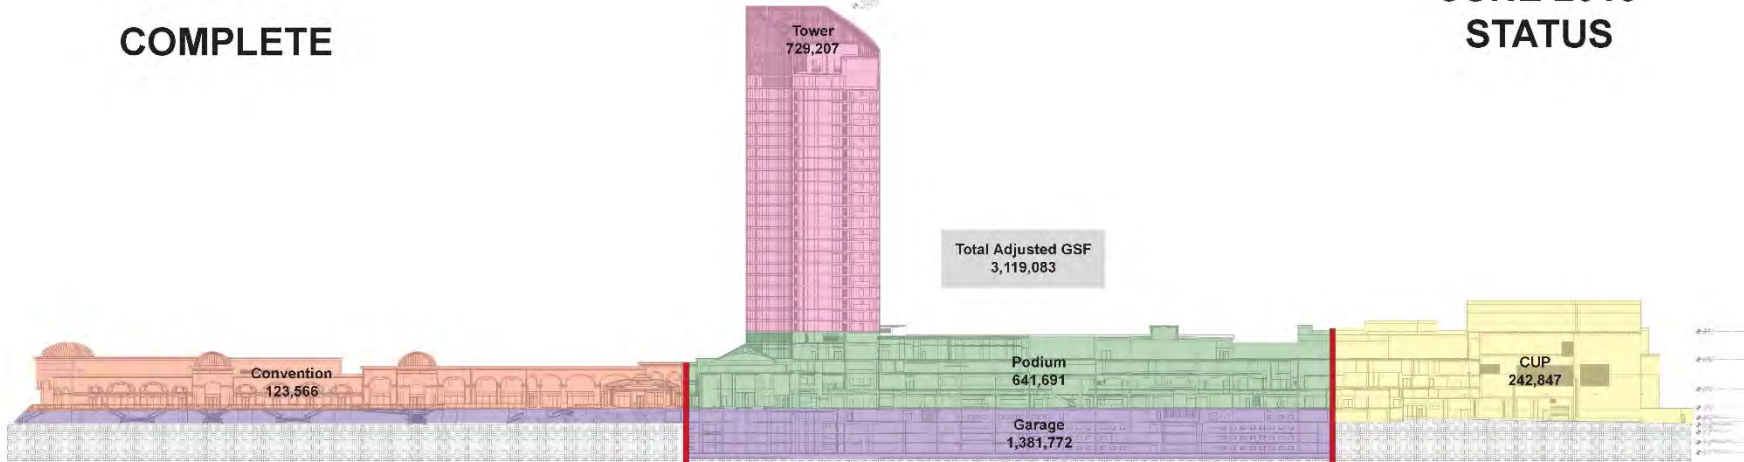 COMPLETE
STATUS
Tower
729,207
Total Adjusted GSF
3,119,083
Convention
123,566
Podium
641,691
CUP
242,847
Garage
1,381,772